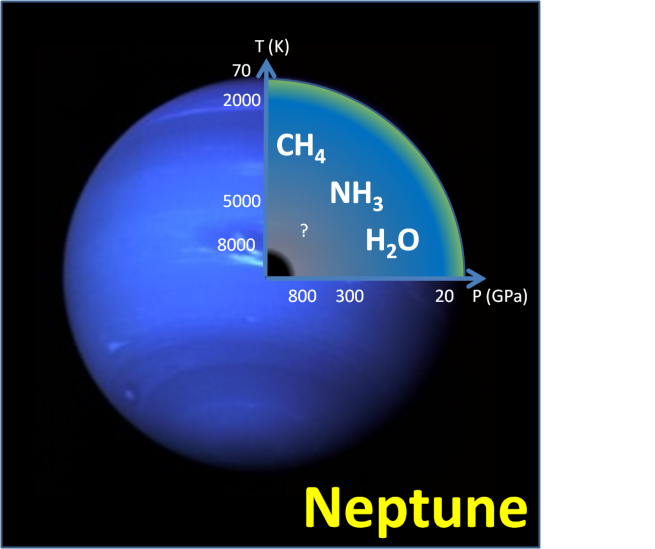 T (K)
70
2000
CH₄
NH₃
5000
?
H₂O
8000
800 300 20 P (GPa)
Neptune